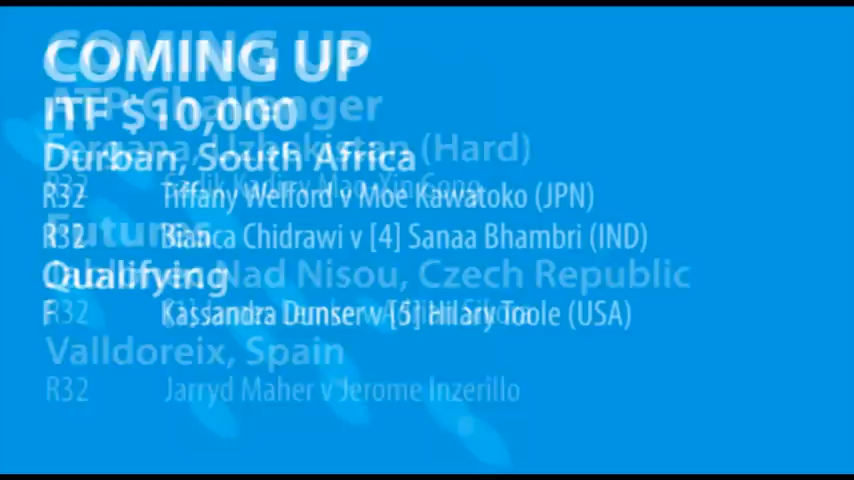 COMING UP
ITF $10,000
Durban, South Africa
R32 Tiffany Welford v Moe Kawatoko (JPN)
R32 Bianca Chidrawi v [4] Sanaa Bhambri (IND)
Qualifying
F Kassandra Dunser v [5] Hilary Toole (USA)
ATP Challenger
Fergana, Uzbekistan (Hard)
R32
Futures
Nad Nisou, Czech Republic
R32
Valldoreix, Spain
R32 Jarryd Maher v Jerome Inzerillo